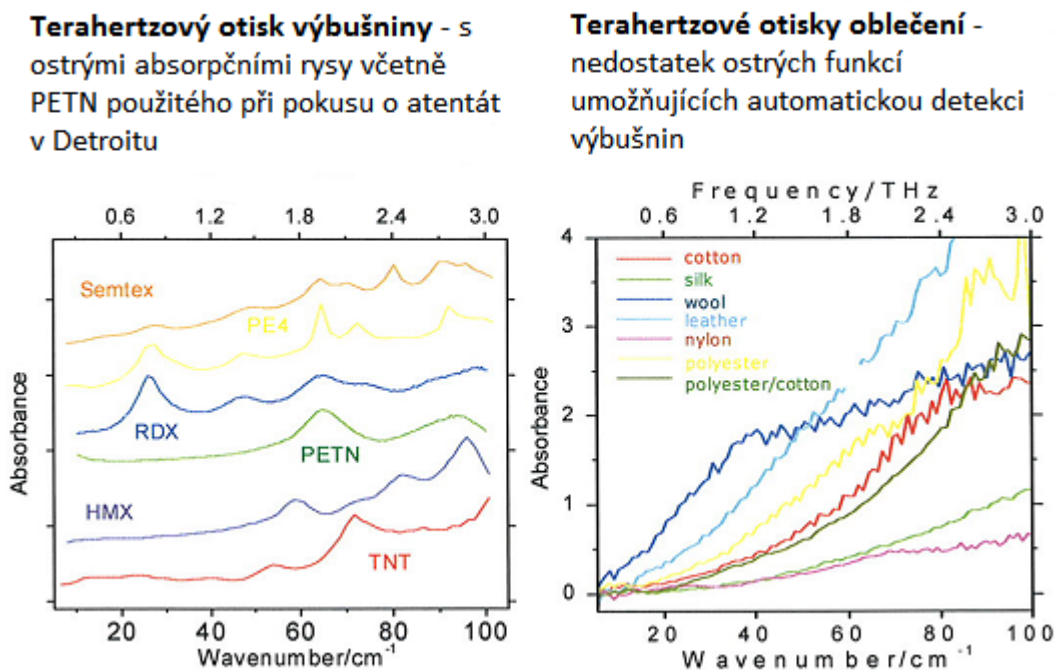 Terahertzový otisk výbušniny - s
ostrými absorpčními rysy včetně
PETN použitého při pokusu o atentát
v Detroitu
0.6 1.2 1.8 2.4 3.0
Semtex
PE4
RDX
PETN
HMX
TNT
Absorbance
20 40 60 80 100
Wavenumber/cm⁻¹
Terahertzové otisky oblečení -
nedostatek ostrých funkcí
umožňujících automatickou detekci
výbušnin
Frequency/THz
0.6 1.2 1.8 2.4 3.0
4
3
2
1
0
cotton
silk
wool
leather
nylon
polyester
polyester/cotton
Absorbance
20 40 60 80 100
Wavenumber/cm⁻¹